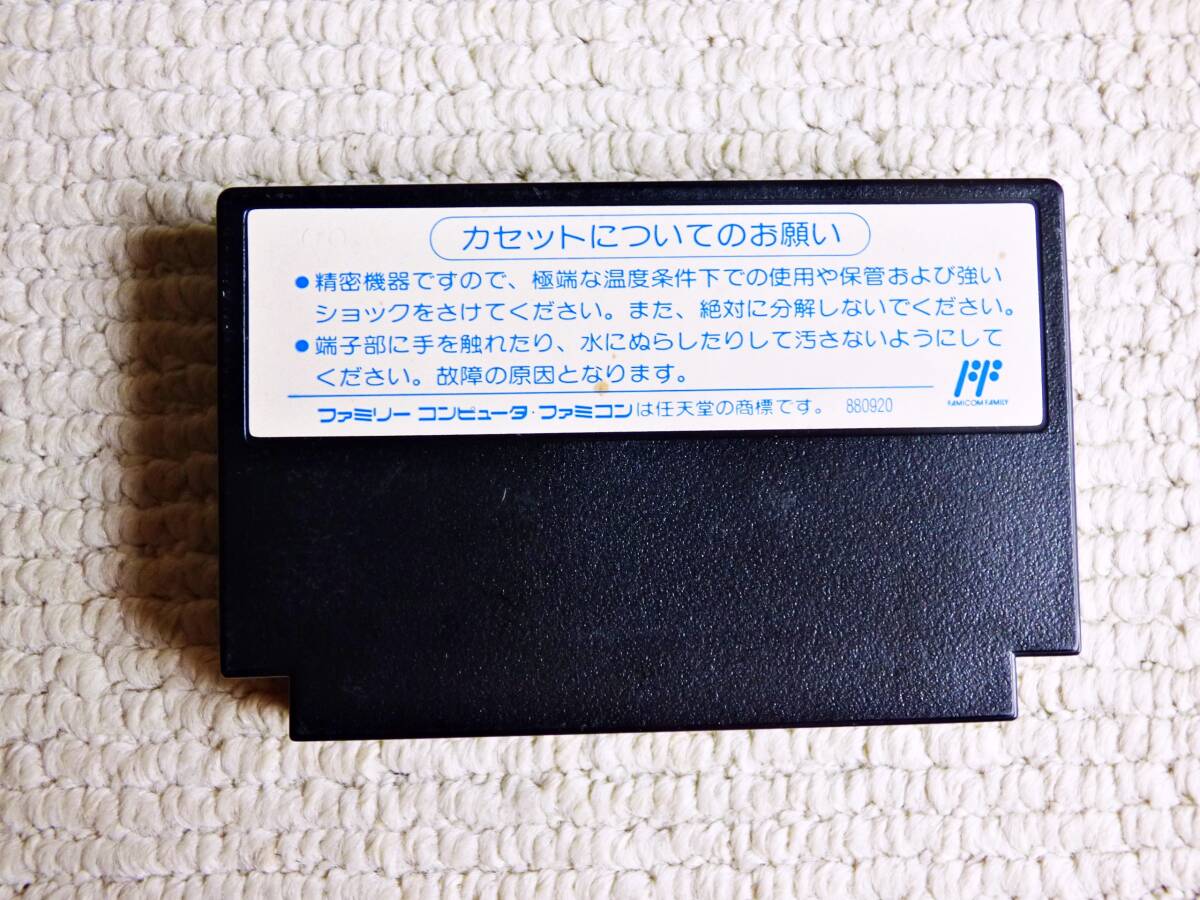 カセットについてのお願い
●精密機器ですので、極端な温度条件下での使用や保管および強い
ショックをさけてください。また、絶対に分解しないでください。
●端子部に手を触れたり、水にぬらしたりして汚さないようにして
ください。故障の原因となります。
FAMICOM FAMILY
ファミリー コンピュータ・ファミコンは任天堂の商標です。 880920